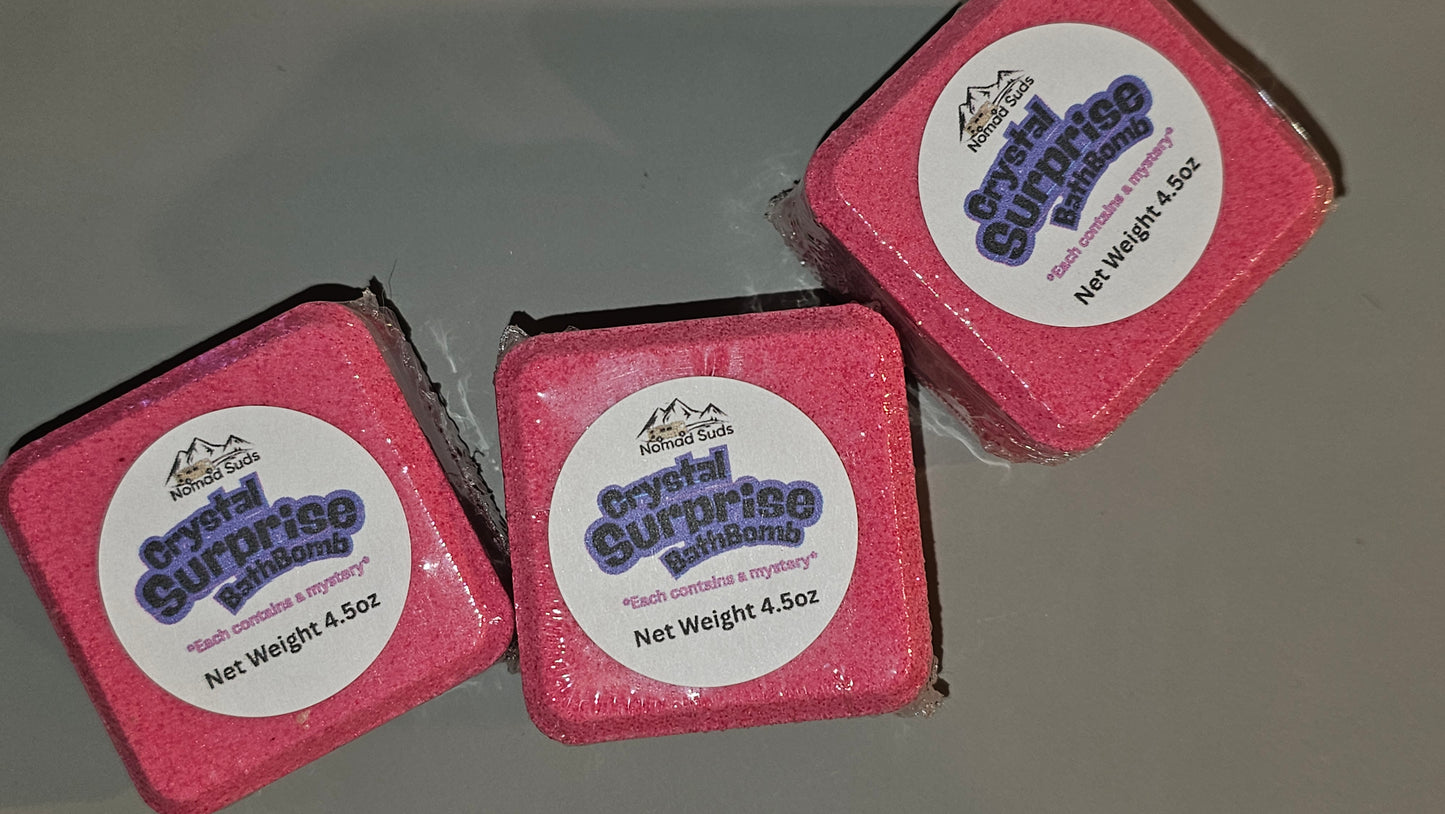 Nomad Suds
Crystal
Surprise
BathBomb
*Each contains a mystery*
Net Weight 4.5oz
Nomad Suds
Crystal
Surprise
BathBomb
*Each contains a mystery*
Net Weight 4.5oz
Nomad Suds
Crystal
Surprise
BathBomb
*Each contains a mystery*
Net Weight 4.5oz